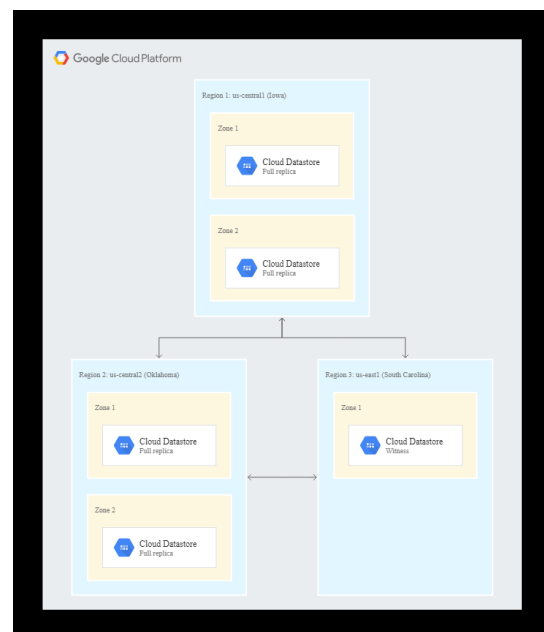 Google Cloud Platform
Region 1: us-central1 (Iowa)
Zone 1
Cloud Datastore
Full replica
Zone 2
Cloud Datastore
Full replica
Region 2: us-central2 (Oklahoma)
Zone 1
Cloud Datastore
Full replica
Zone 2
Cloud Datastore
Full replica
Region 3: us-east1 (South Carolina)
Zone 1
Cloud Datastore
Witness